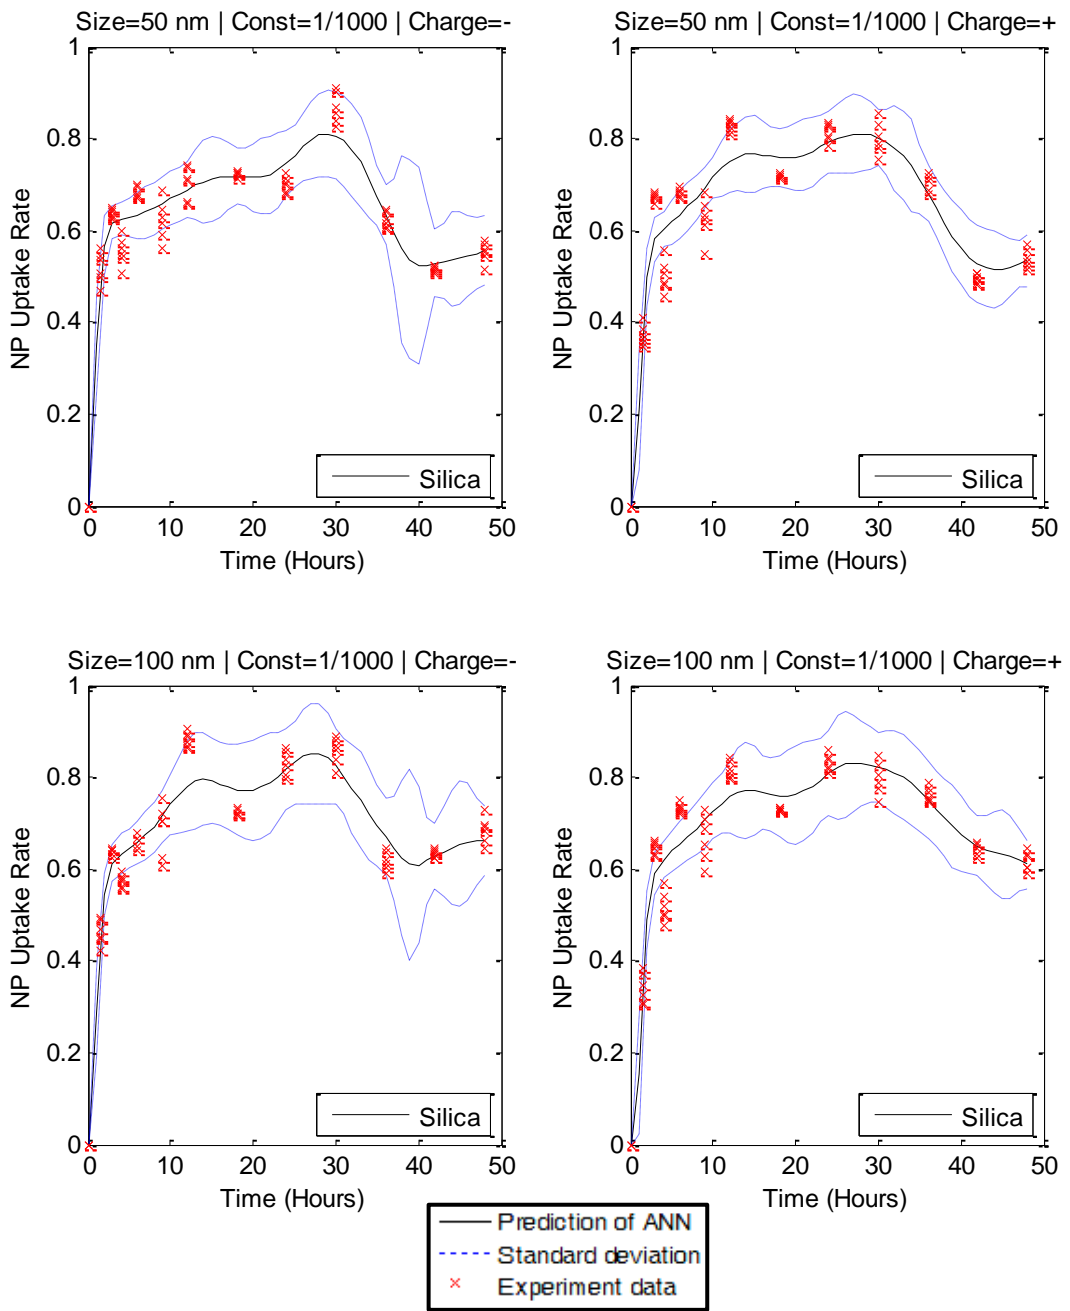 Size=50 nm | Const=1/1000 | Charge=-
1
0.8
0.6
0.4
0.2
0
NP Uptake Rate
0 10 20 30 40 50
Time (Hours)
Silica
Size=50 nm | Const=1/1000 | Charge=+
1
0.8
0.6
0.4
0.2
0
NP Uptake Rate
0 10 20 30 40 50
Time (Hours)
Silica
Size=100 nm | Const=1/1000 | Charge=-
1
0.8
0.6
0.4
0.2
0
NP Uptake Rate
0 10 20 30 40 50
Time (Hours)
Silica
Size=100 nm | Const=1/1000 | Charge=+
1
0.8
0.6
0.4
0.2
0
NP Uptake Rate
0 10 20 30 40 50
Time (Hours)
Silica
Prediction of ANN
Standard deviation
Experiment data